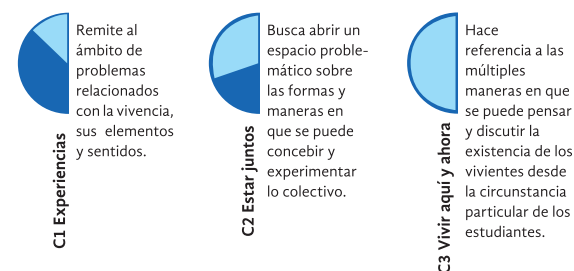 Remite al
ámbito de
problemas
relacionados
con la vivencia,
sus elementos
y sentidos.
C1 Experiencias
Busca abrir un
espacio proble-
mático sobre
las formas y
maneras en
que se puede
concebir y
experimentar
lo colectivo.
C2 Estar juntos
Hace
referencia a las
múltiples
maneras en que
se puede pensar
y discutir la
existencia de los
vivientes desde
la circunstancia
particular de los
estudiantes.
C3 Vivir aquí y ahora